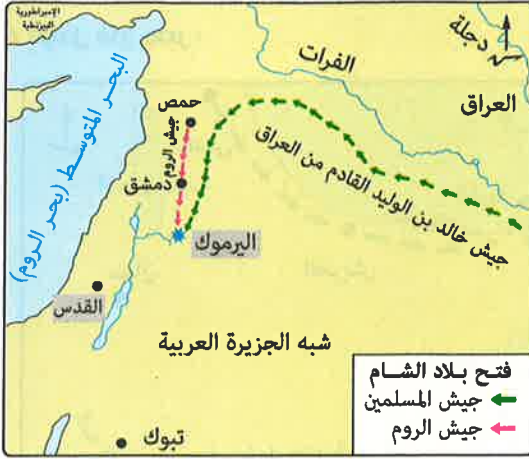 الإمبراطورية
البيزنطية
البحر المتوسط (بحر الروم)
دجلة
الفرات
العراق
حمص
جيش الروم
دمشق
جيش خالد بن الوليد القادم من العراق
اليرموك
القدس
شبه الجزيرة العربية
تبوك
فتح بلاد الشام
جيش المسلمين
جيش الروم